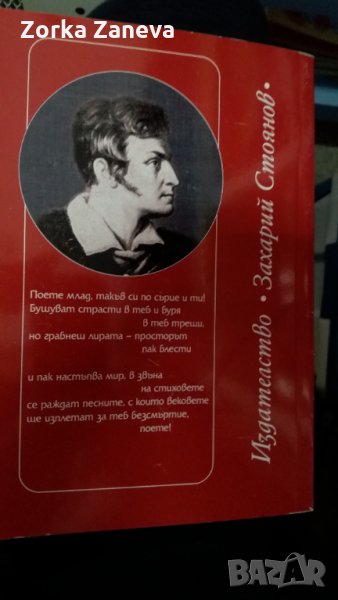 Zorka Zaneva
Поете млад, такъв си по сърце и ти!
Бушуват страсти в теб и буря
в теб трещи,
но грабнеш лирата – просторът
пак блести
и пак настъпва мир, в звъна
на стиховете
се раждат песните, с които вековете
ще изплетат за теб безсмъртие,
поете!
Издателство • Захарий Стоянов •
BAZAR